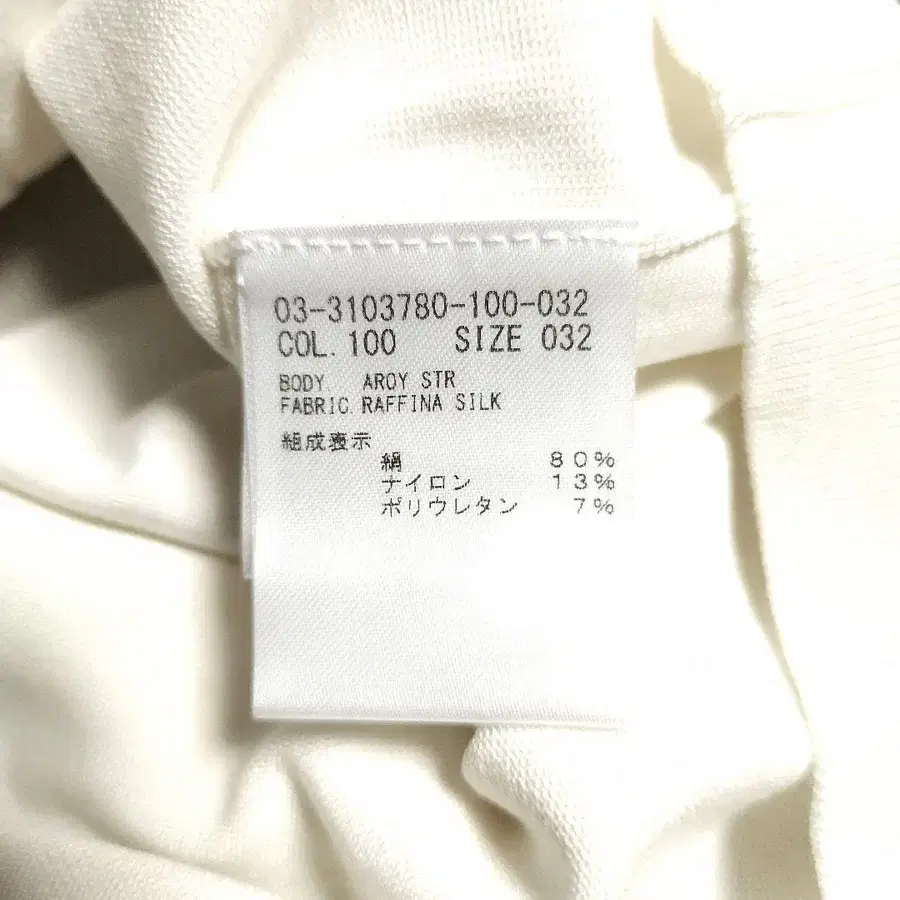 03-3103780-100-032
COL. 100 SIZE 032
BODY. AROY STR
FABRIC. RAFFINA SILK
組成表示
絹 80%
ナイロン 13%
ポリウレタン 7%